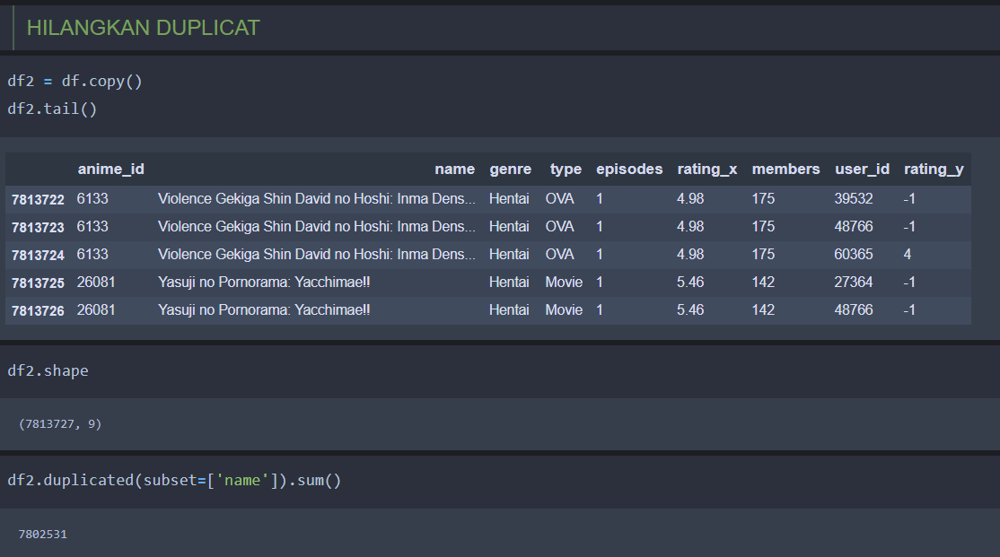 HILANGKAN DUPLICAT
df2 = df.copy()
df2.tail()
anime_id name genre type episodes rating_x members user_id rating_y
7813722 6133 Violence Gekiga Shin David no Hoshi: Inma Dens... Hentai OVA 1 4.98 175 39532 -1
7813723 6133 Violence Gekiga Shin David no Hoshi: Inma Dens... Hentai OVA 1 4.98 175 48766 -1
7813724 6133 Violence Gekiga Shin David no Hoshi: Inma Dens... Hentai OVA 1 4.98 175 60365 4
7813725 26081 Yasuji no Pornorama: Yacchimae!! Hentai Movie 1 5.46 142 27364 -1
7813726 26081 Yasuji no Pornorama: Yacchimae!! Hentai Movie 1 5.46 142 48766 -1
df2.shape
(7813727, 9)
df2.duplicated(subset=['name']).sum()
7802531